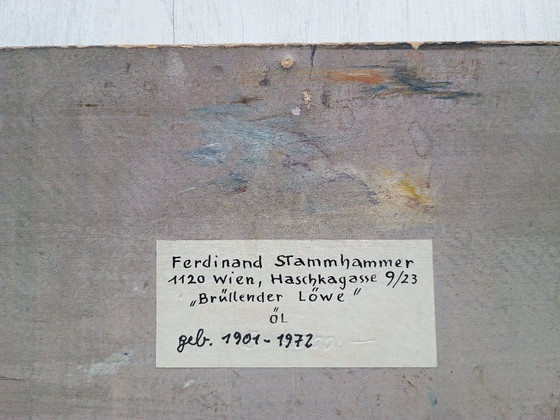 Ferdinand Stammhammer
1120 Wien, Haschkagasse 9/23
„Brüllender Löwe"
ÖL
geb. 1901 - 1972